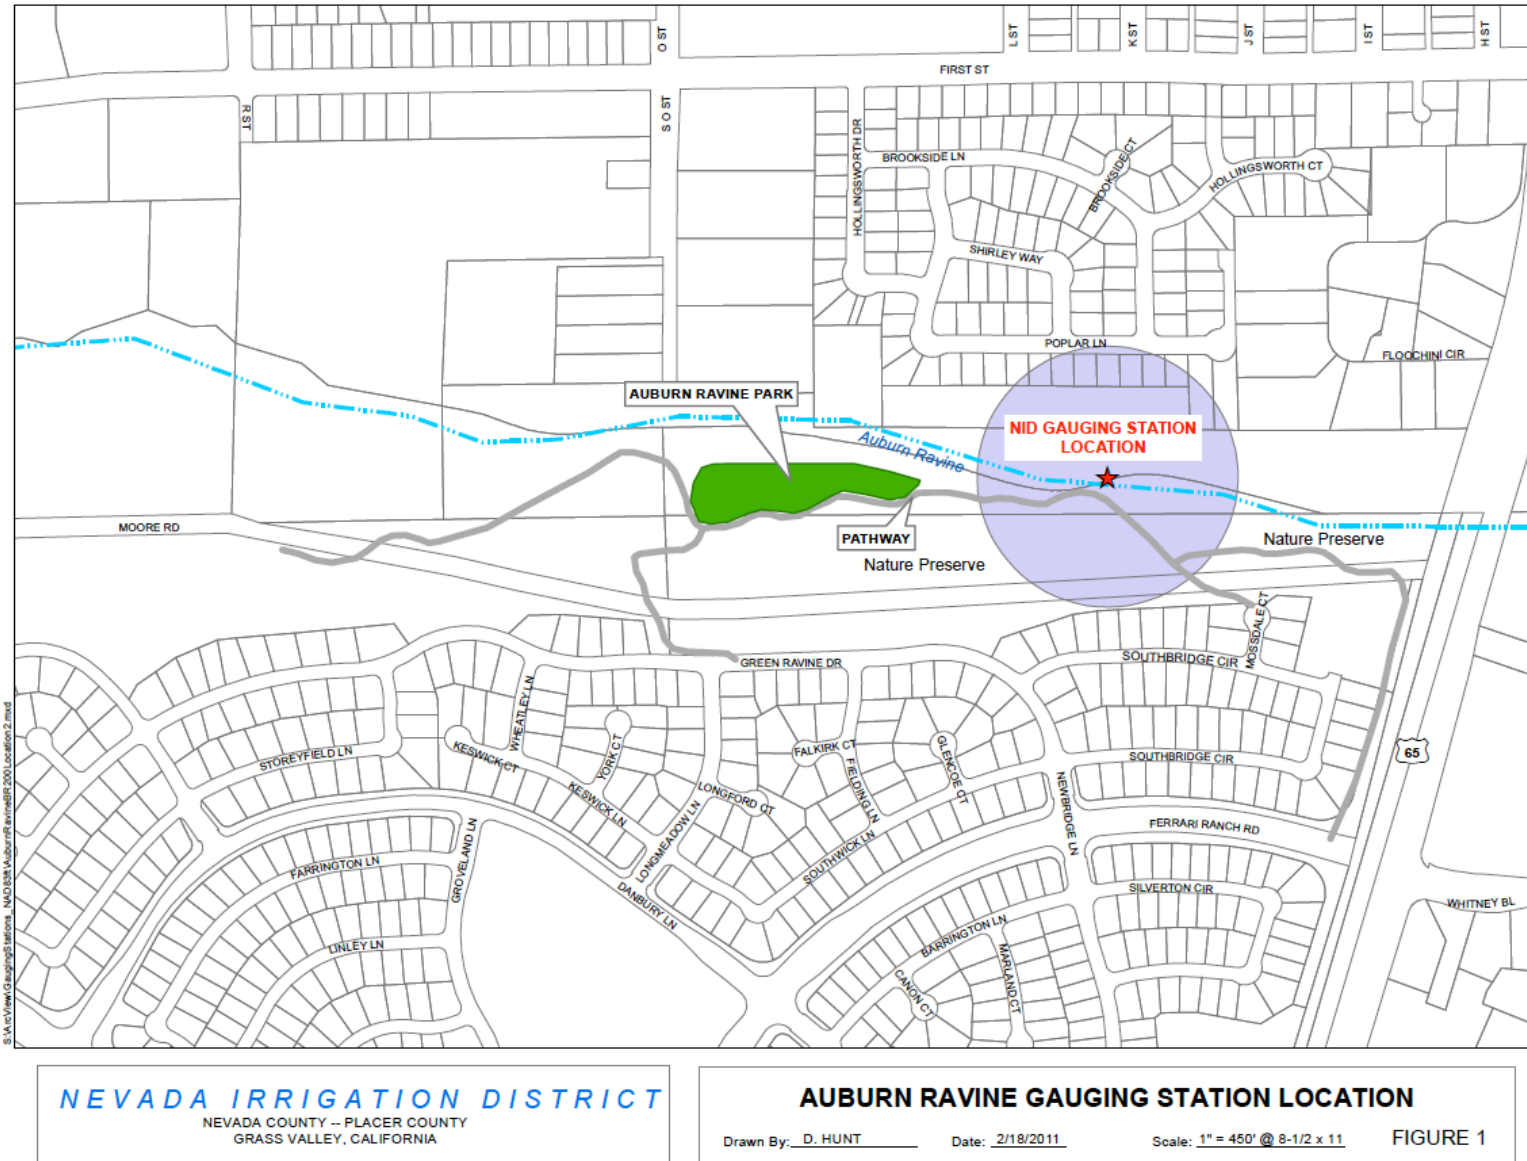 O ST
L ST
K ST
J ST
I ST
H ST
FIRST ST
R ST
S O ST
HOLLINGSWORTH DR
BROOKSIDE LN
BROOKSIDE CT
HOLLINGSWORTH CT
SHIRLEY WAY
POPLAR LN
FLOCCHINI CIR
AUBURN RAVINE PARK
NID GAUGING STATION
LOCATION
Auburn Ravine
MOORE RD
PATHWAY
Nature Preserve
Nature Preserve
MOSSDALE CT
GREEN RAVINE DR
SOUTHBRIDGE CIR
WHEATLEY LN
STOREYFIELD LN
KESWICK CT
YORK CT
FALKIRK CT
GLENCOE CT
SOUTHBRIDGE CIR
65
KESWICK LN
LONGFORD CT
FIELDING LN
NEWBRIDGE LN
LONGMEADOW LN
FERRARI RANCH RD
GROVELAND LN
FARRINGTON LN
SOUTHWICK LN
DANBURY LN
SILVERTON CIR
WHITNEY BL
LINLEY LN
BARRINGTON LN
MARLAND CT
CANON CT
NEVADA IRRIGATION DISTRICT
NEVADA COUNTY -- PLACER COUNTY
GRASS VALLEY, CALIFORNIA
AUBURN RAVINE GAUGING STATION LOCATION
Drawn By: D. HUNT Date: 2/18/2011 Scale: 1" = 450' @ 8-1/2 x 11 FIGURE 1